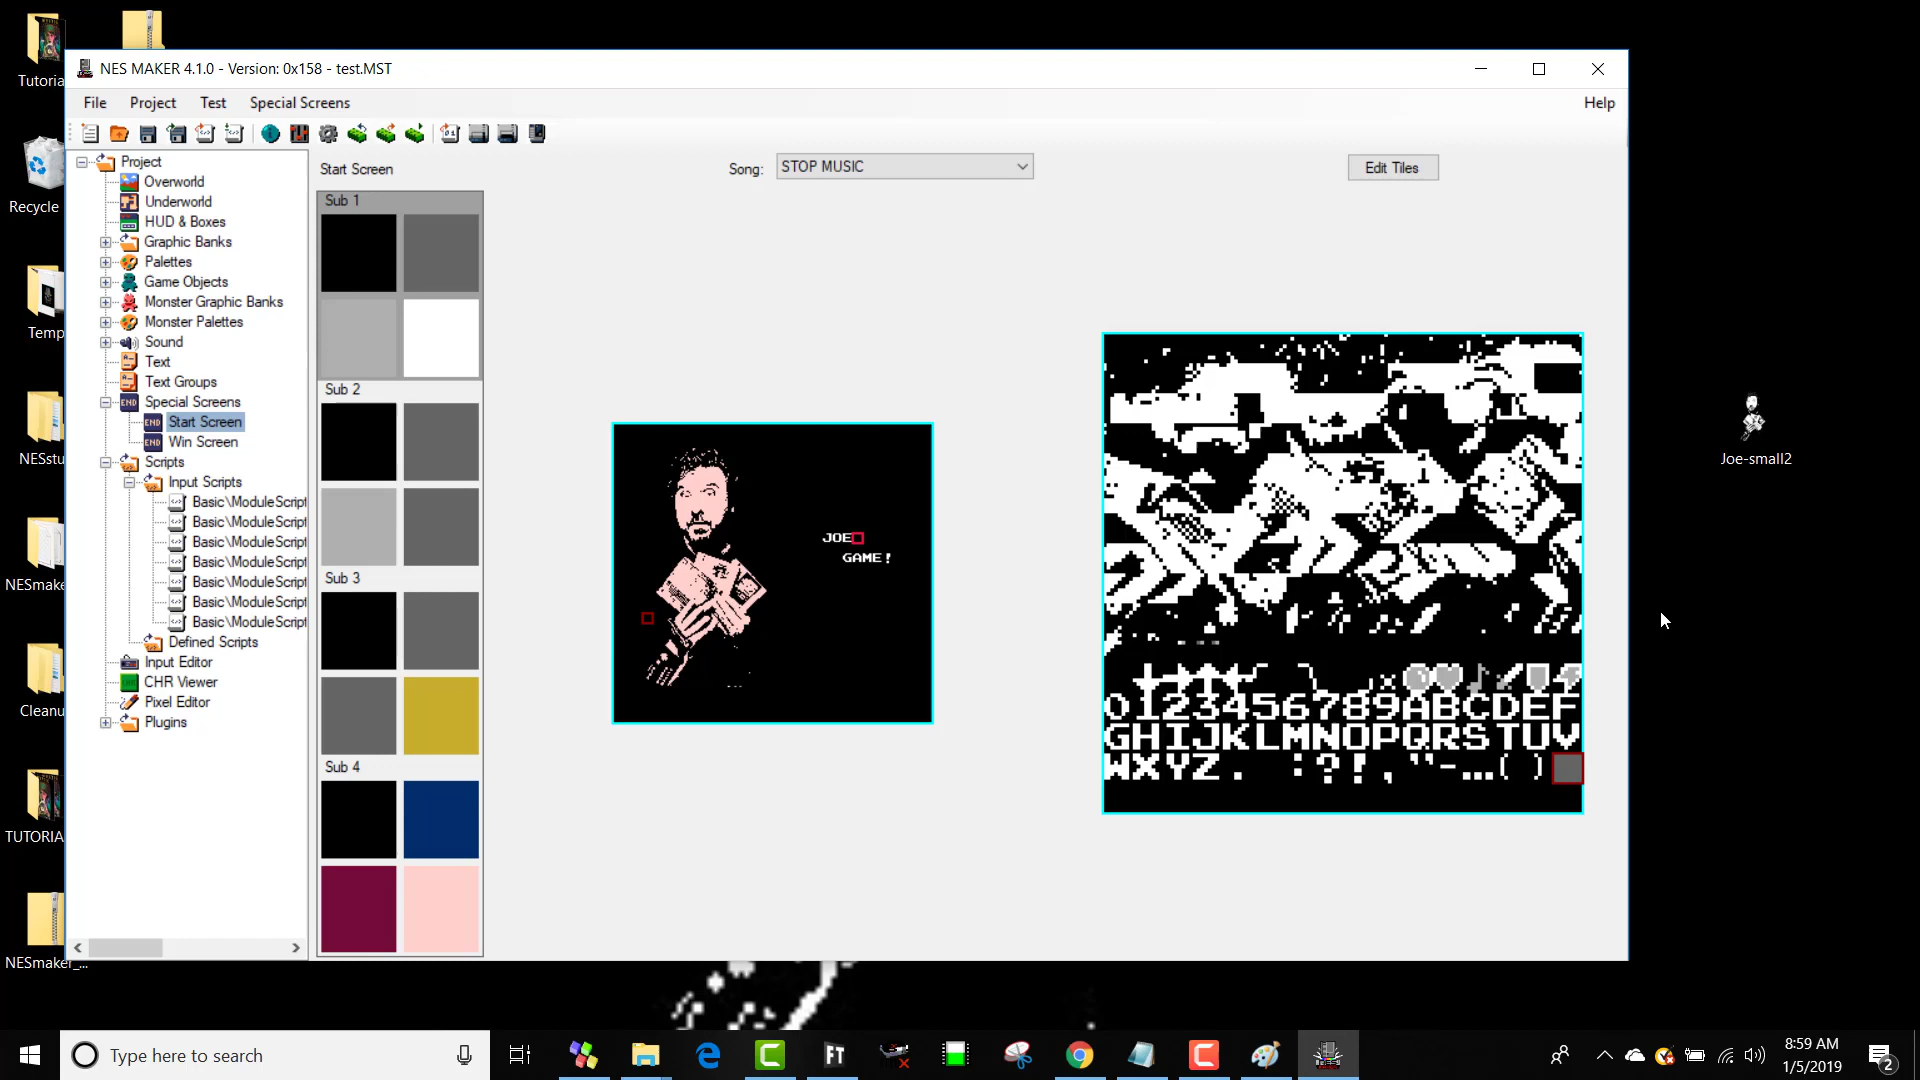 Tutoria
Recycle
Temp
NESstu
NESmake
Cleanu
TUTORIA
NESmaker_...
NES MAKER 4.1.0 - Version: 0x158 - test.MST
File Project Test Special Screens Help
Project
Overworld
Underworld
HUD & Boxes
Graphic Banks
Palettes
Game Objects
Monster Graphic Banks
Monster Palettes
Sound
Text
Text Groups
Special Screens
Start Screen
Win Screen
Scripts
Input Scripts
Basic\ModuleScript
Basic\ModuleScript
Basic\ModuleScript
Basic\ModuleScript
Basic\ModuleScript
Basic\ModuleScript
Basic\ModuleScript
Defined Scripts
Input Editor
CHR Viewer
Pixel Editor
Plugins
Start Screen
Song: STOP MUSIC
Edit Tiles
Sub 1
Sub 2
Sub 3
Sub 4
JOE
GAME!
0123456789ABCDEF
GHIJKLMNOPQRSTUV
WXYZ. :?!,"-...( )
Joe-small2
Type here to search
FT
8:59 AM
1/5/2019
2